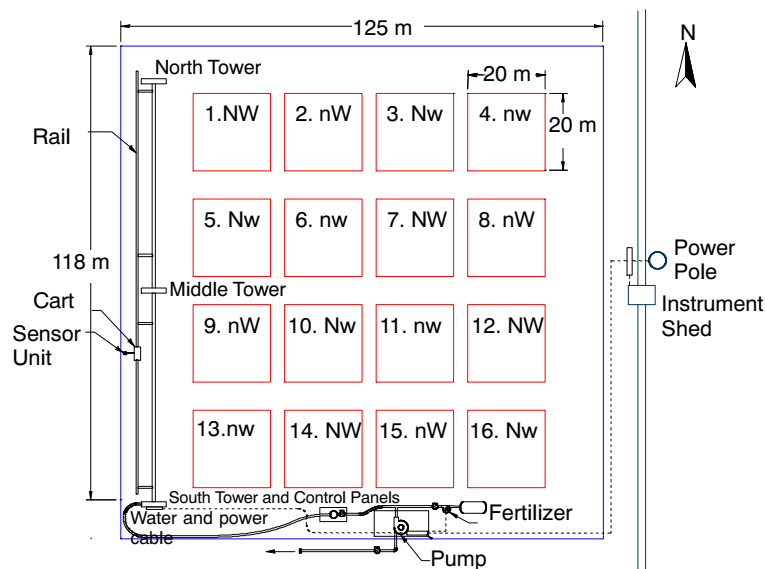 125 m
N
North Tower
20 m
1.NW
2. nW
3. Nw
4. nw
20 m
Rail
5. Nw
6. nw
7. NW
8. nW
118 m
Power
Pole
Middle Tower
Cart
Instrument
Shed
Sensor
Unit
9. nW
10. Nw
11. nw
12. NW
13.nw
14. NW
15. nW
16. Nw
South Tower and Control Panels
Water and power
cable
Fertilizer
Pump